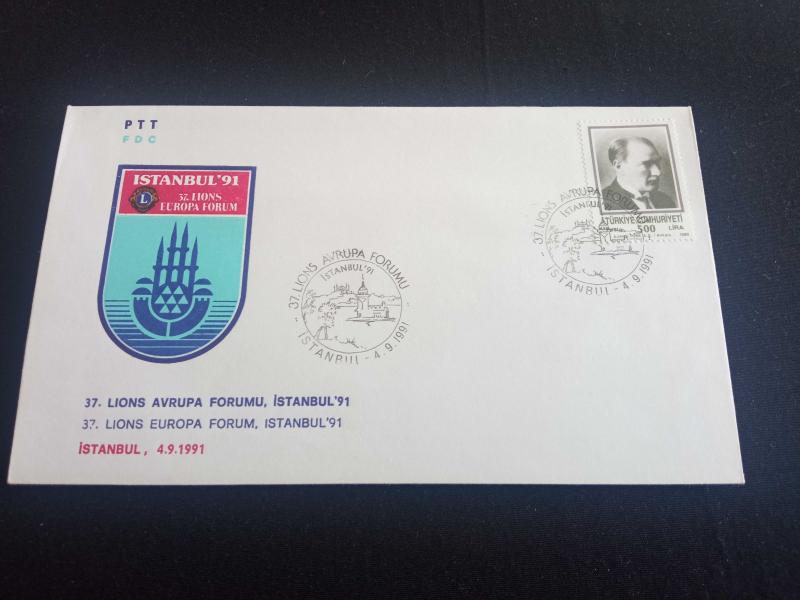 PTT
FDC
ISTANBUL'91
L
37. LIONS
EUROPA FORUM
37. LIONS AVRUPA FORUMU
İSTANBUL'91
İSTANBUL - 4.9.1991
37. LIONS AVRUPA FORUMU
İSTANBUL'91
İSTANBUL - 4.9.1991
TÜRKİYE CUMHURİYETİ
500 LİRA
37. LIONS AVRUPA FORUMU, İSTANBUL'91
37. LIONS EUROPA FORUM, ISTANBUL'91
İSTANBUL, 4.9.1991